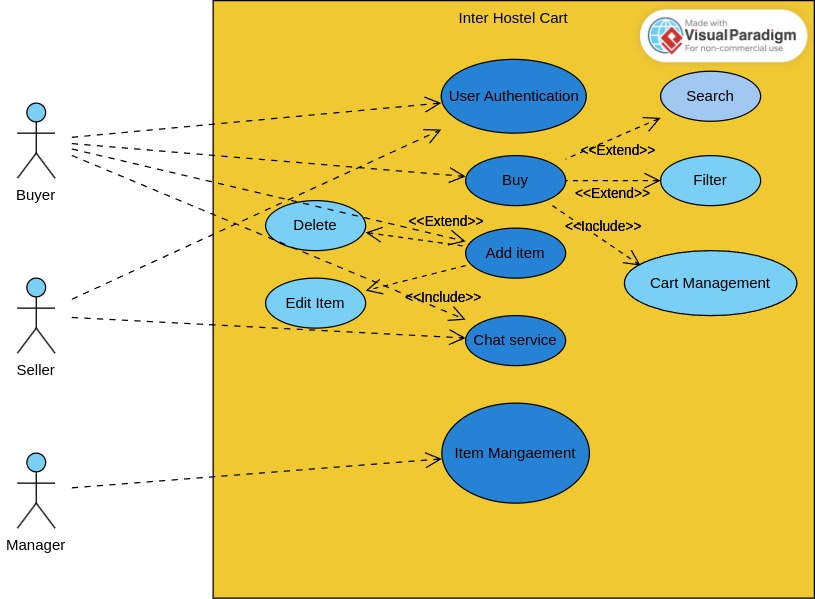 Inter Hostel Cart
Made with
Visual Paradigm
For non-commercial use
User Authentication
Search
<<Extend>>
Buyer
Buy
Filter
<<Extend>>
Delete
<<Extend>>
<<Include>>
Add item
Cart Management
Edit Item
<<Include>>
Chat service
Seller
Item Mangaement
Manager